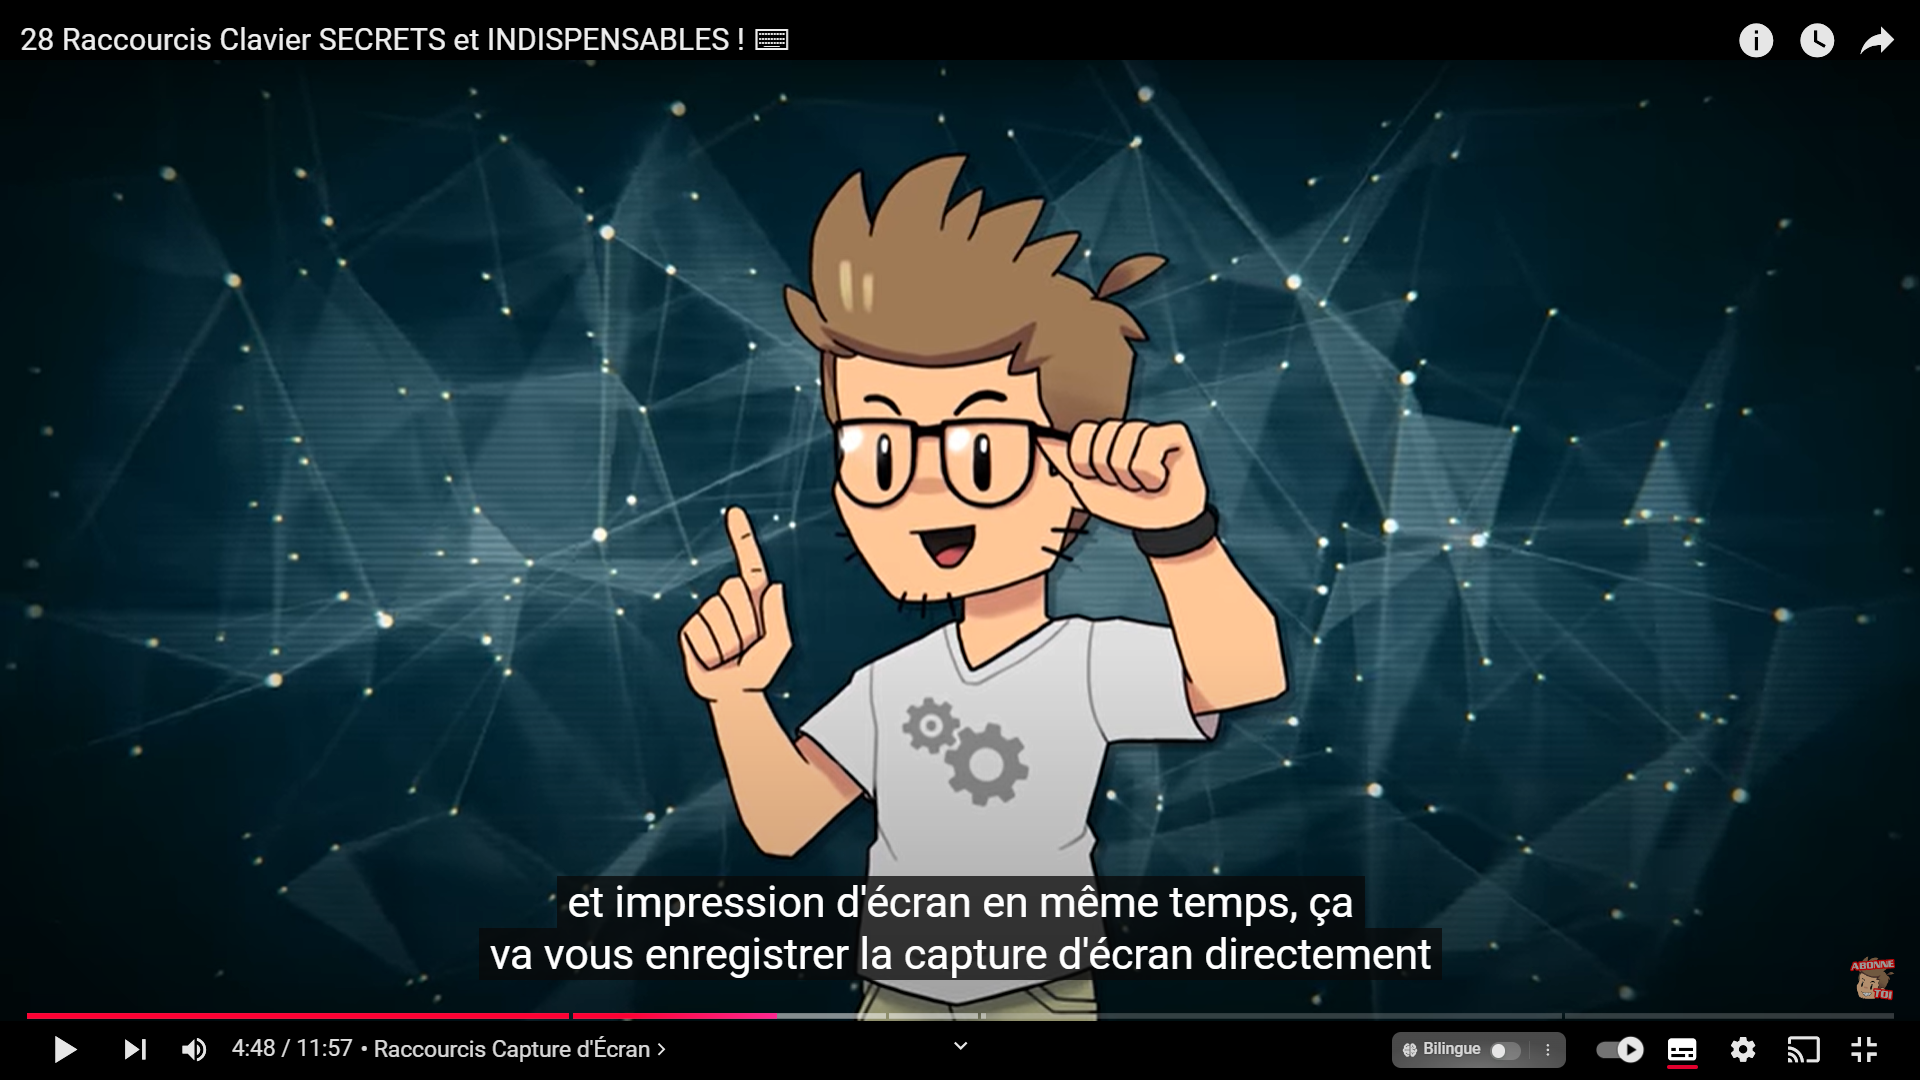 28 Raccourcis Clavier SECRETS et INDISPENSABLES ! ⌨
et impression d'écran en même temps, ça
va vous enregistrer la capture d'écran directement
ABONNE
TOI
4:48 / 11:57 • Raccourcis Capture d'Écran >
Bilingue